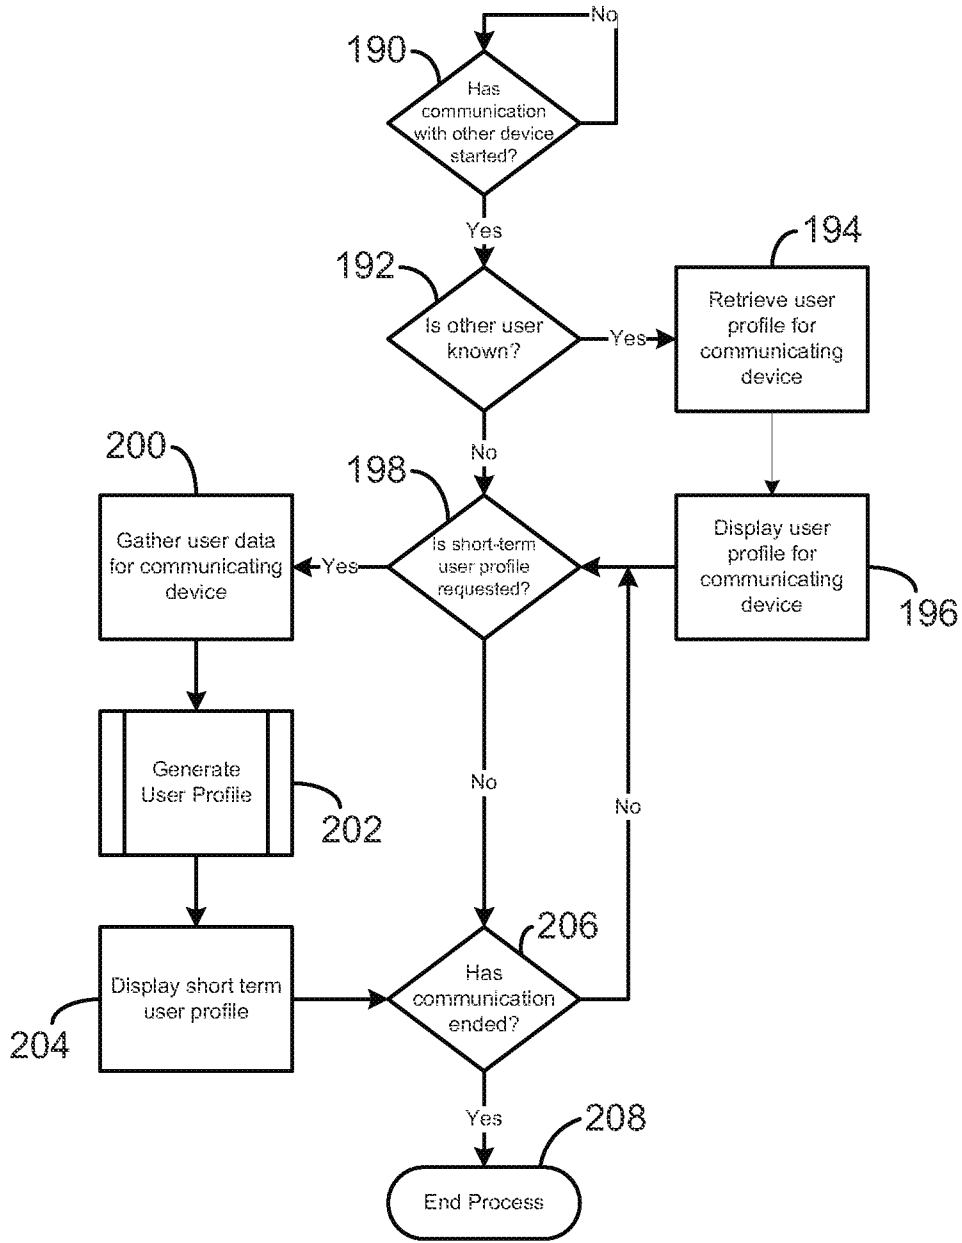 No
190
Has
communication
with other device
started?
Yes
192
Is other user
known?
Yes
194
Retrieve user
profile for
communicating
device
No
200
Gather user data
for communicating
device
Yes
198
Is short-term
user profile
requested?
Display user
profile for
communicating
device
196
Generate
User Profile
202
No
No
Display short term
user profile
204
206
Has
communication
ended?
Yes
208
End Process